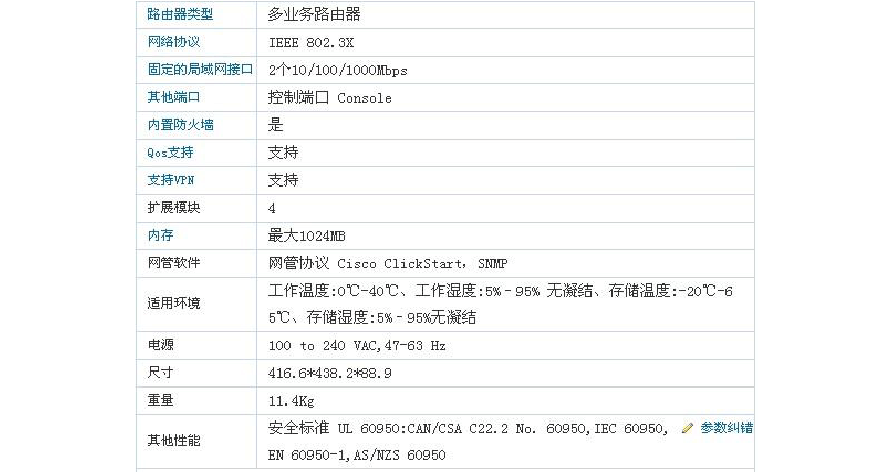 路由器类型 多业务路由器
网络协议 IEEE 802.3X
固定的局域网接口 2个10/100/1000Mbps
其他端口 控制端口 Console
内置防火墙 是
Qos支持 支持
支持VPN 支持
扩展模块 4
内存 最大1024MB
网管软件 网管协议 Cisco ClickStart, SNMP
适用环境 工作温度:0℃-40℃、工作湿度:5%-95% 无凝结、存储温度:-20℃-6
5℃、存储湿度:5%-95%无凝结
电源 100 to 240 VAC,47-63 Hz
尺寸 416.6*438.2*88.9
重量 11.4Kg
其他性能 安全标准 UL 60950:CAN/CSA C22.2 No. 60950,IEC 60950, 参数纠错
EN 60950-1,AS/NZS 60950